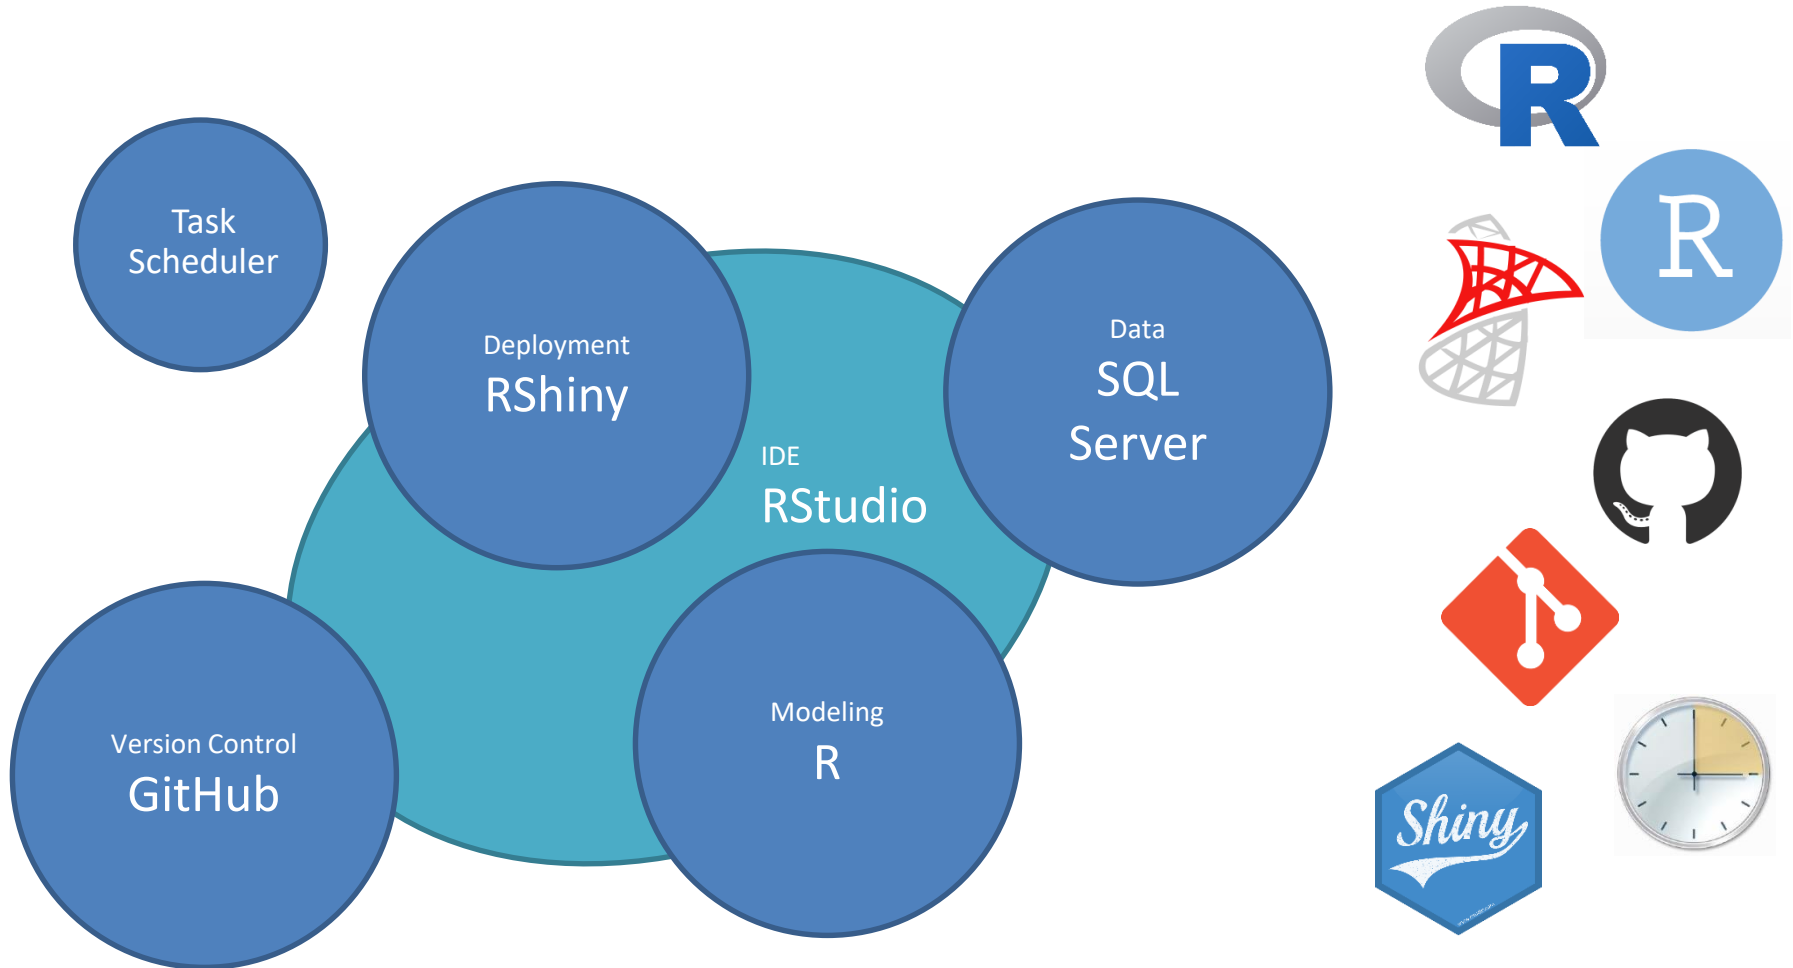 Task
Scheduler
Deployment
RShiny
Data
SQL
Server
IDE
RStudio
Modeling
R
Version Control
GitHub
R
R
Shiny